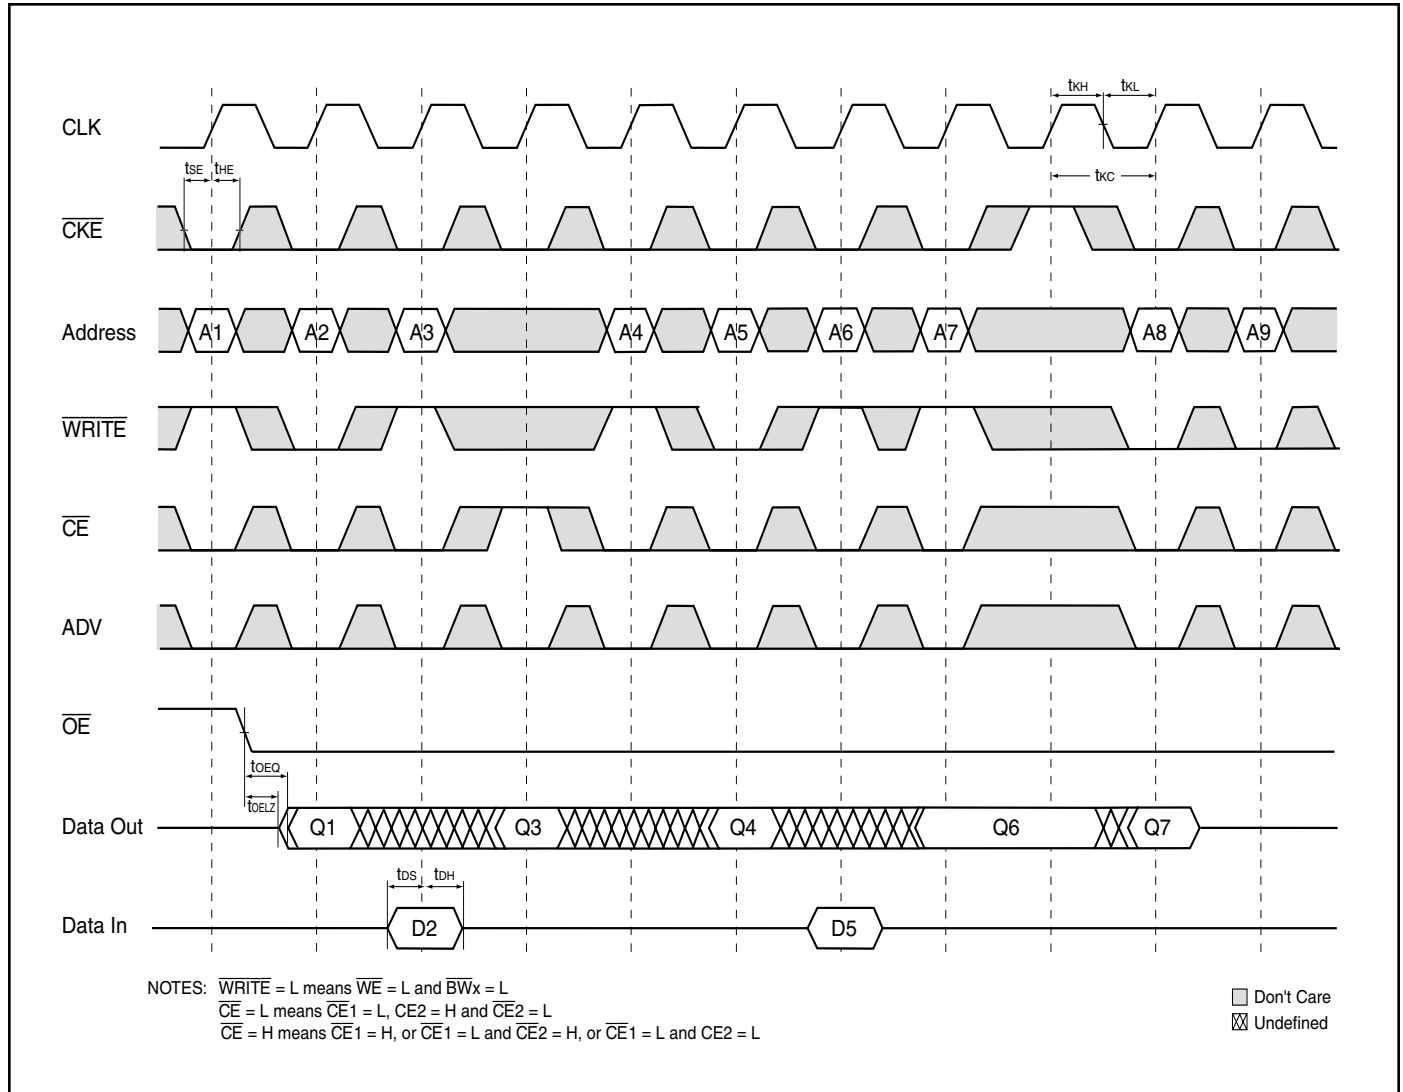 tKH tKL
CLK
tSE tHE
tKC
CKE
Address A1 A2 A3 A4 A5 A6 A7 A8 A9
WRITE
CE
ADV
OE
tOEQ
tOELZ
Data Out Q1 Q3 Q4 Q6 Q7
tDS tDH
Data In D2 D5
NOTES: WRITE = L means WE = L and BWx = L
CE = L means CE1 = L, CE2 = H and CE2 = L
CE = H means CE1 = H, or CE1 = L and CE2 = H, or CE1 = L and CE2 = L
Don't Care
Undefined